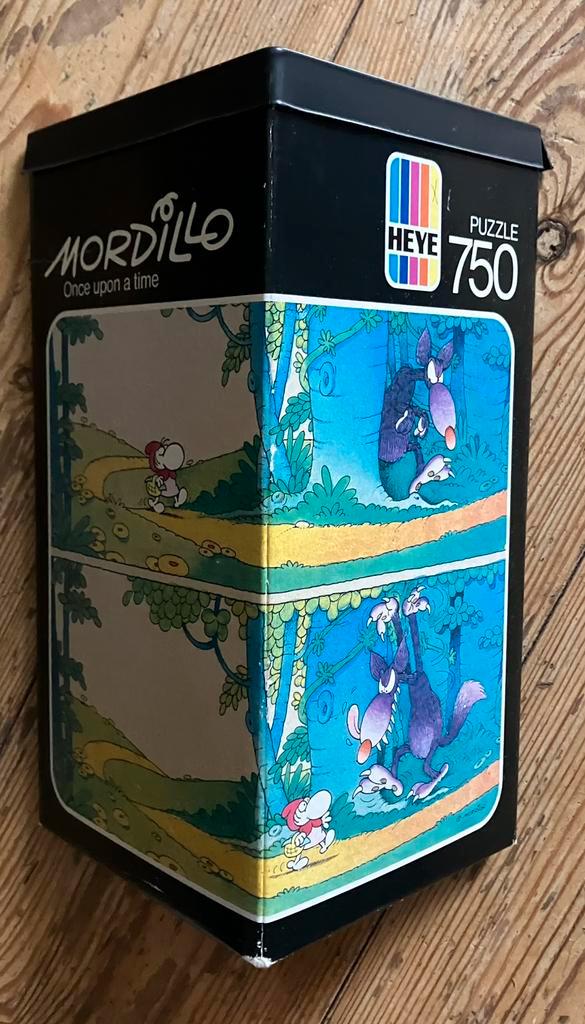 MORDILLO
Once upon a time
HEYE
PUZZLE
750